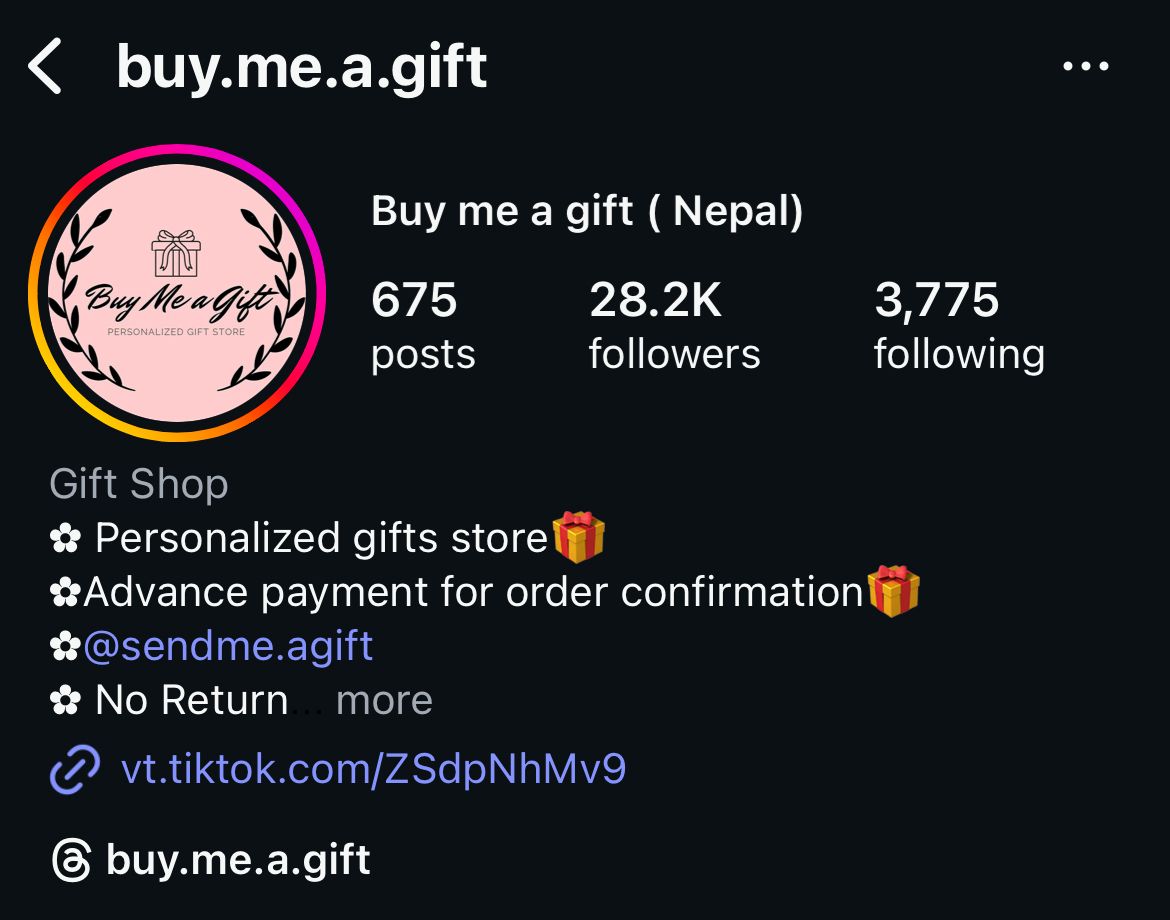 buy.me.a.gift
Buy Me a Gift
PERSONALIZED GIFT STORE
Buy me a gift ( Nepal)
675 28.2K 3,775
posts followers following
Gift Shop
✿ Personalized gifts store🎁
✿Advance payment for order confirmation🎁
✿@sendme.agift
✿ No Return... more
vt.tiktok.com/ZSdpNhMv9
buy.me.a.gift